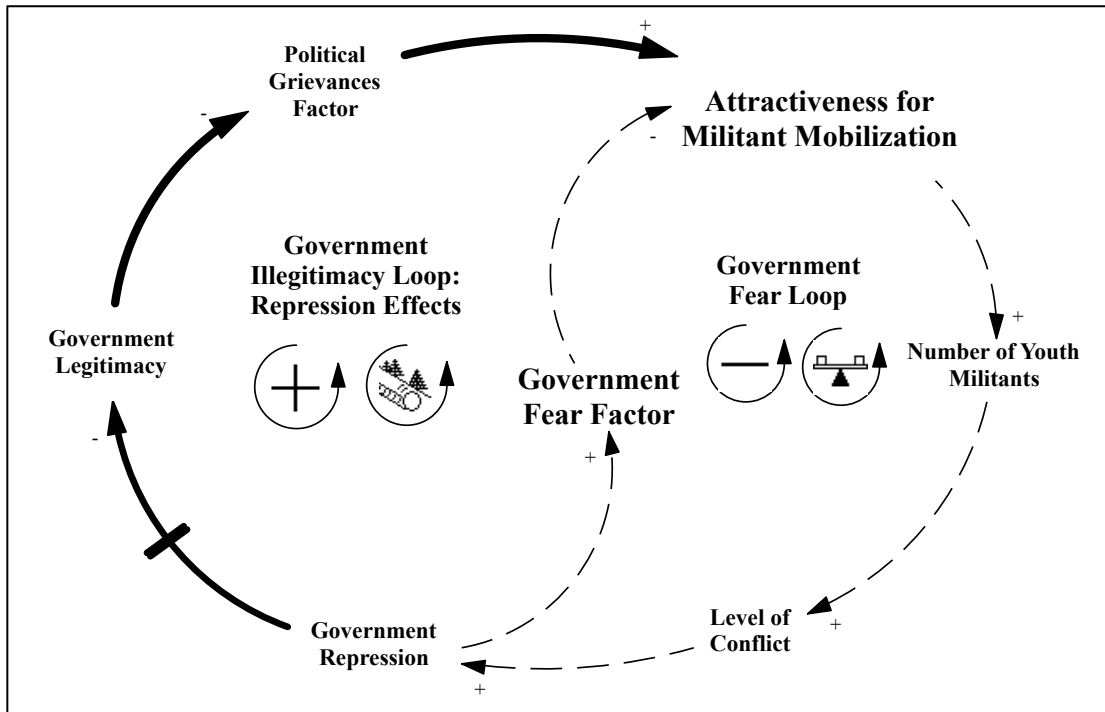 Political
Grievances
Factor
+
Attractiveness for
Militant Mobilization
-
-
Government
Illegitimacy Loop:
Repression Effects
Government
Fear Loop
Government
Legitimacy
+
Number of Youth
Militants
Government
Fear Factor
-
+
Level of
Conflict
+
Government
Repression
+